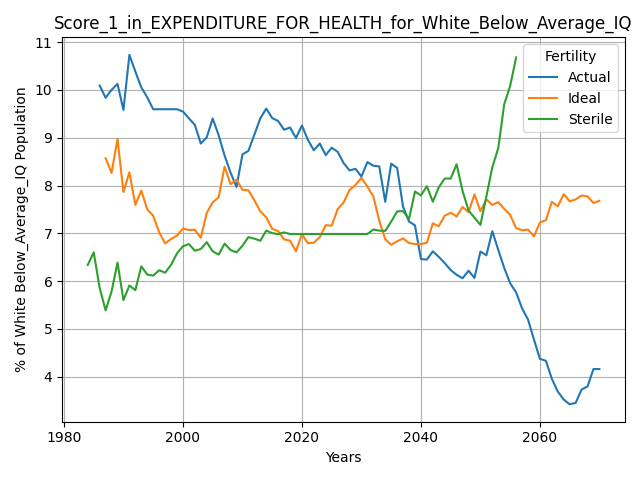 Score_1_in_EXPENDITURE_FOR_HEALTH_for_White_Below_Average_IQ
% of White Below_Average_IQ Population
11
10
9
8
7
6
5
4
Fertility
Actual
Ideal
Sterile
1980 2000 2020 2040 2060
Years